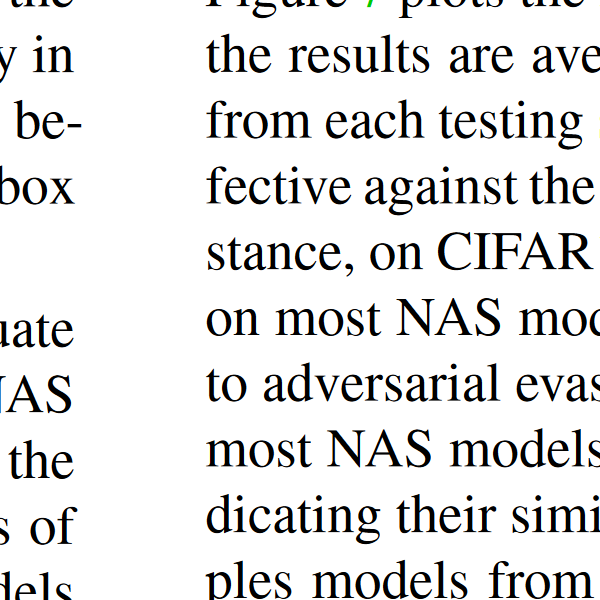 the
y in
be-
box
uate
NAS
the
s of
dels
Figure 7 plots the
the results are ave
from each testing
fective against the
stance, on CIFAR
on most NAS mod
to adversarial evas
most NAS models
dicating their simi
ples models from